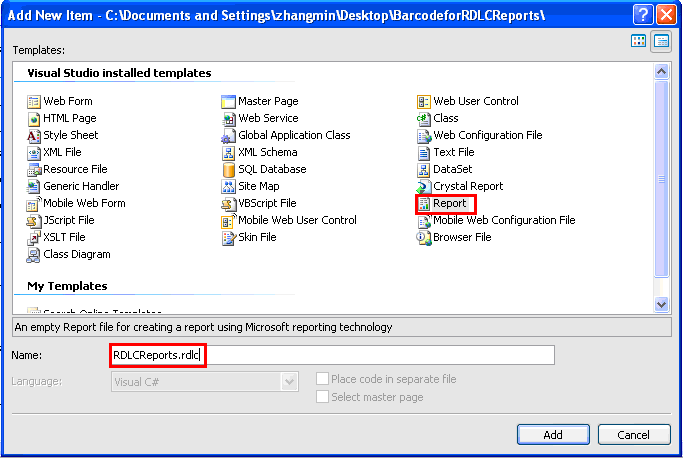 Add New Item - C:\Documents and Settings\zhangmin\Desktop\BarcodeforRDLCReports\
Templates:
Visual Studio installed templates
Web Form Master Page Web User Control
HTML Page Web Service Class
Style Sheet Global Application Class Web Configuration File
XML File XML Schema Text File
Resource File SQL Database DataSet
Generic Handler Site Map Crystal Report
Mobile Web Form VBScript File Report
JScript File Mobile Web User Control Mobile Web Configuration File
XSLT File Skin File Browser File
Class Diagram
My Templates
Search Online Templates
An empty Report file for creating a report using Microsoft reporting technology
Name: RDLCReports.rdlc
Language: Visual C# Place code in separate file
Select master page
Add Cancel